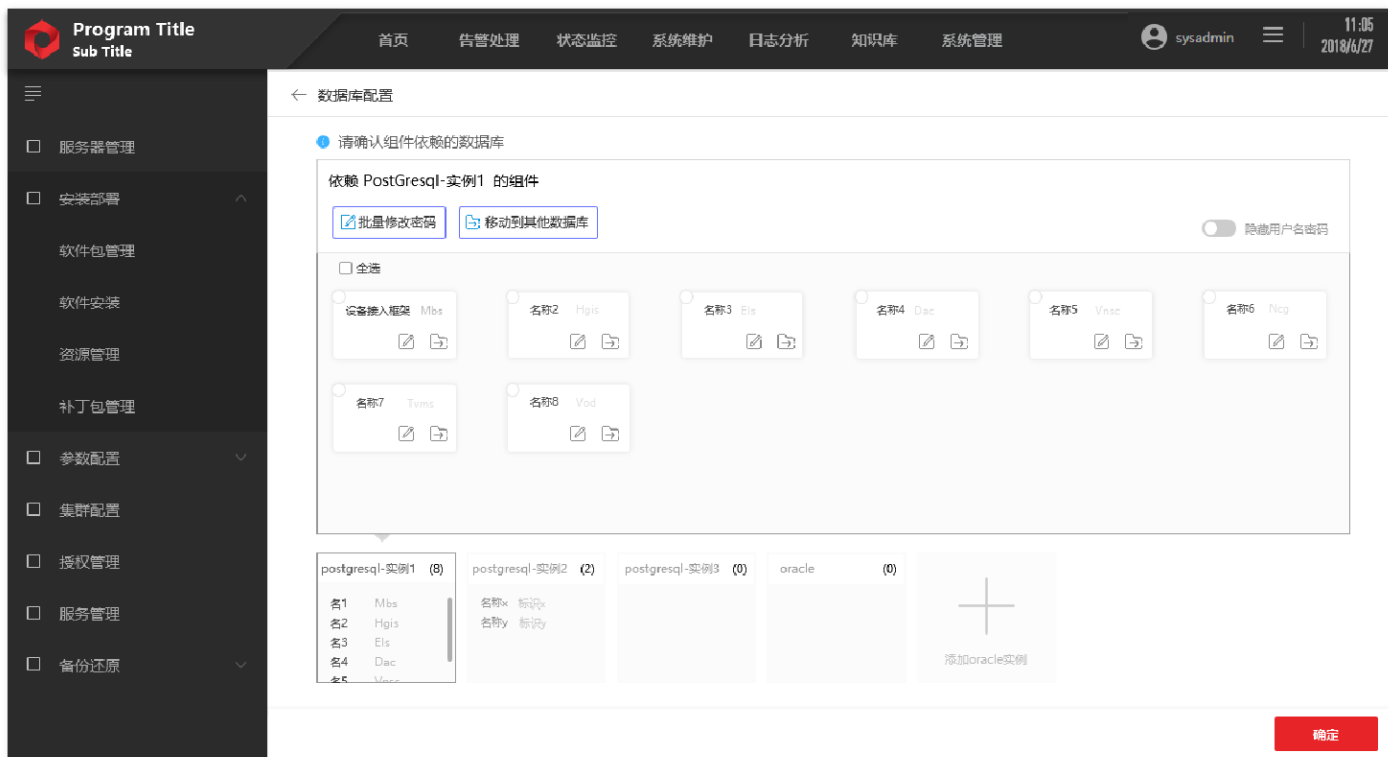 Program Title
Sub Title
首页 告警处理 状态监控 系统维护 日志分析 知识库 系统管理
sysadmin
11:05
2018/6/27
服务器管理
安装部署
软件包管理
软件安装
资源管理
补丁包管理
参数配置
集群配置
授权管理
服务管理
备份还原
数据库配置
请确认组件依赖的数据库
依赖 PostGresql-实例1 的组件
批量修改密码 移动到其他数据库
隐藏用户名密码
全选
设备接入框架 Mbs 名称2 Hgis 名称3 Els 名称4 Dac 名称5 Vnsc 名称6 Ncg
名称7 Tvms 名称8 Vod
postgresql-实例1 (8) postgresql-实例2 (2) postgresql-实例3 (0) oracle (0)
名1 Mbs
名2 Hgis
名3 Els
名4 Dac
名5 Vnsc
名称x 标识x
名称y 标识y
添加oracle实例
确定